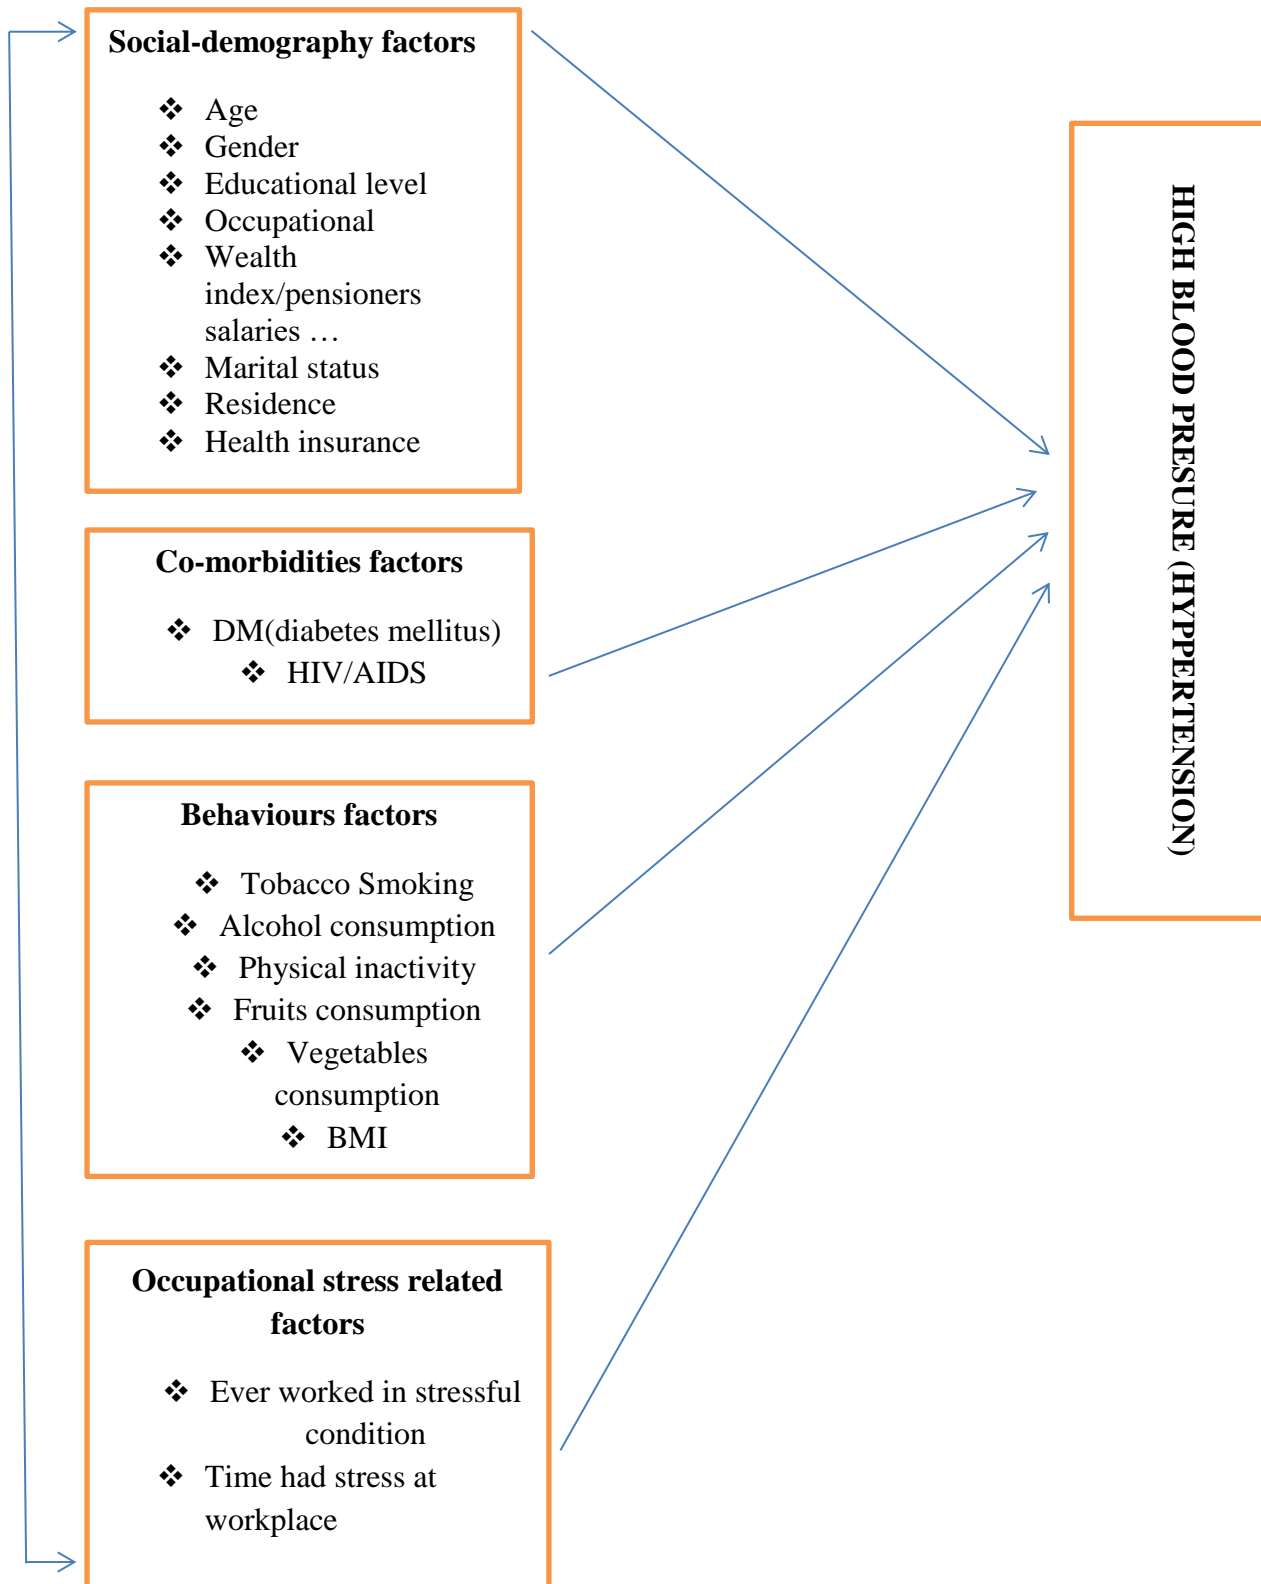 Social-demography factors
❖ Age
❖ Gender
❖ Educational level
❖ Occupational
❖ Wealth
index/pensioners
salaries …
❖ Marital status
❖ Residence
❖ Health insurance
Co-morbidities factors
❖ DM(diabetes mellitus)
❖ HIV/AIDS
Behaviours factors
❖ Tobacco Smoking
❖ Alcohol consumption
❖ Physical inactivity
❖ Fruits consumption
❖ Vegetables
consumption
❖ BMI
Occupational stress related
factors
❖ Ever worked in stressful
condition
❖ Time had stress at
workplace
HIGH BLOOD PRESURE (HYPPERTENSION)